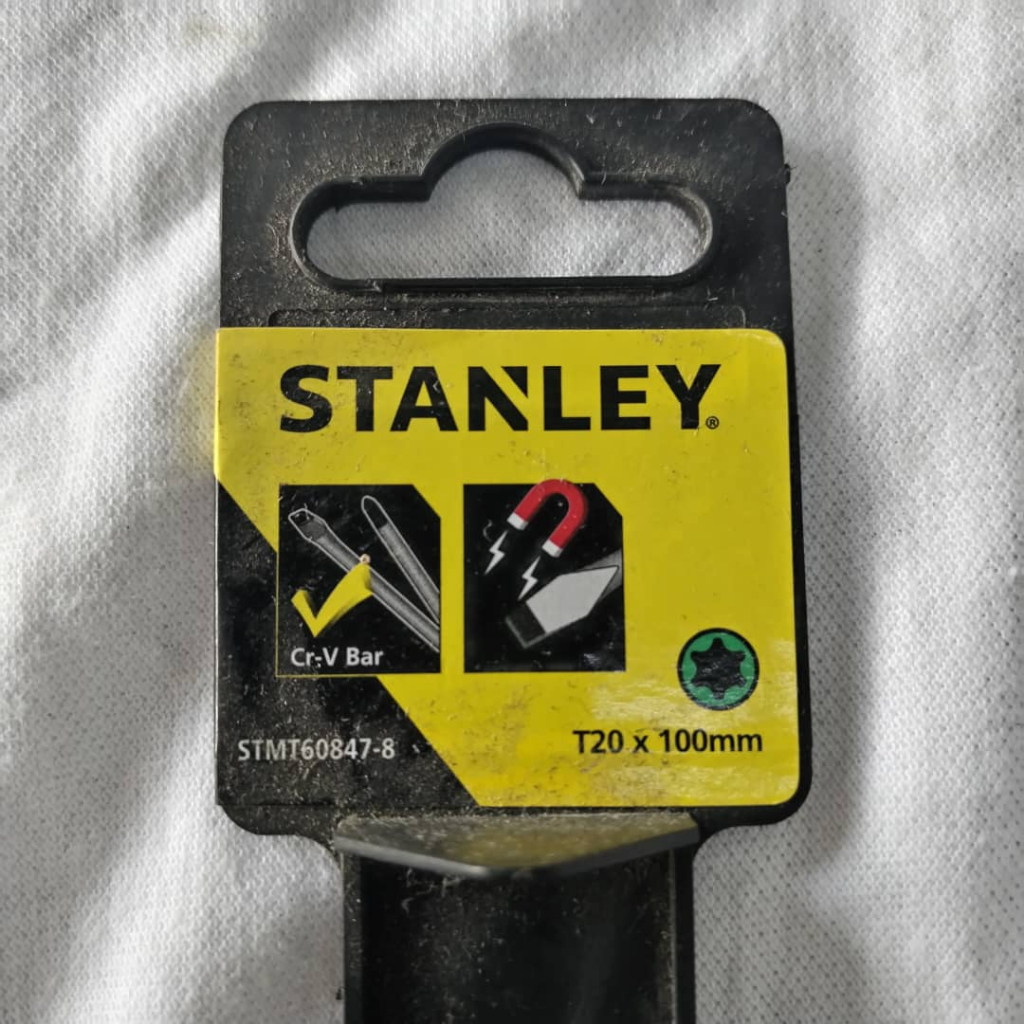 STANLEY®
Cr-V Bar
STMT60847-8
T20 x 100mm